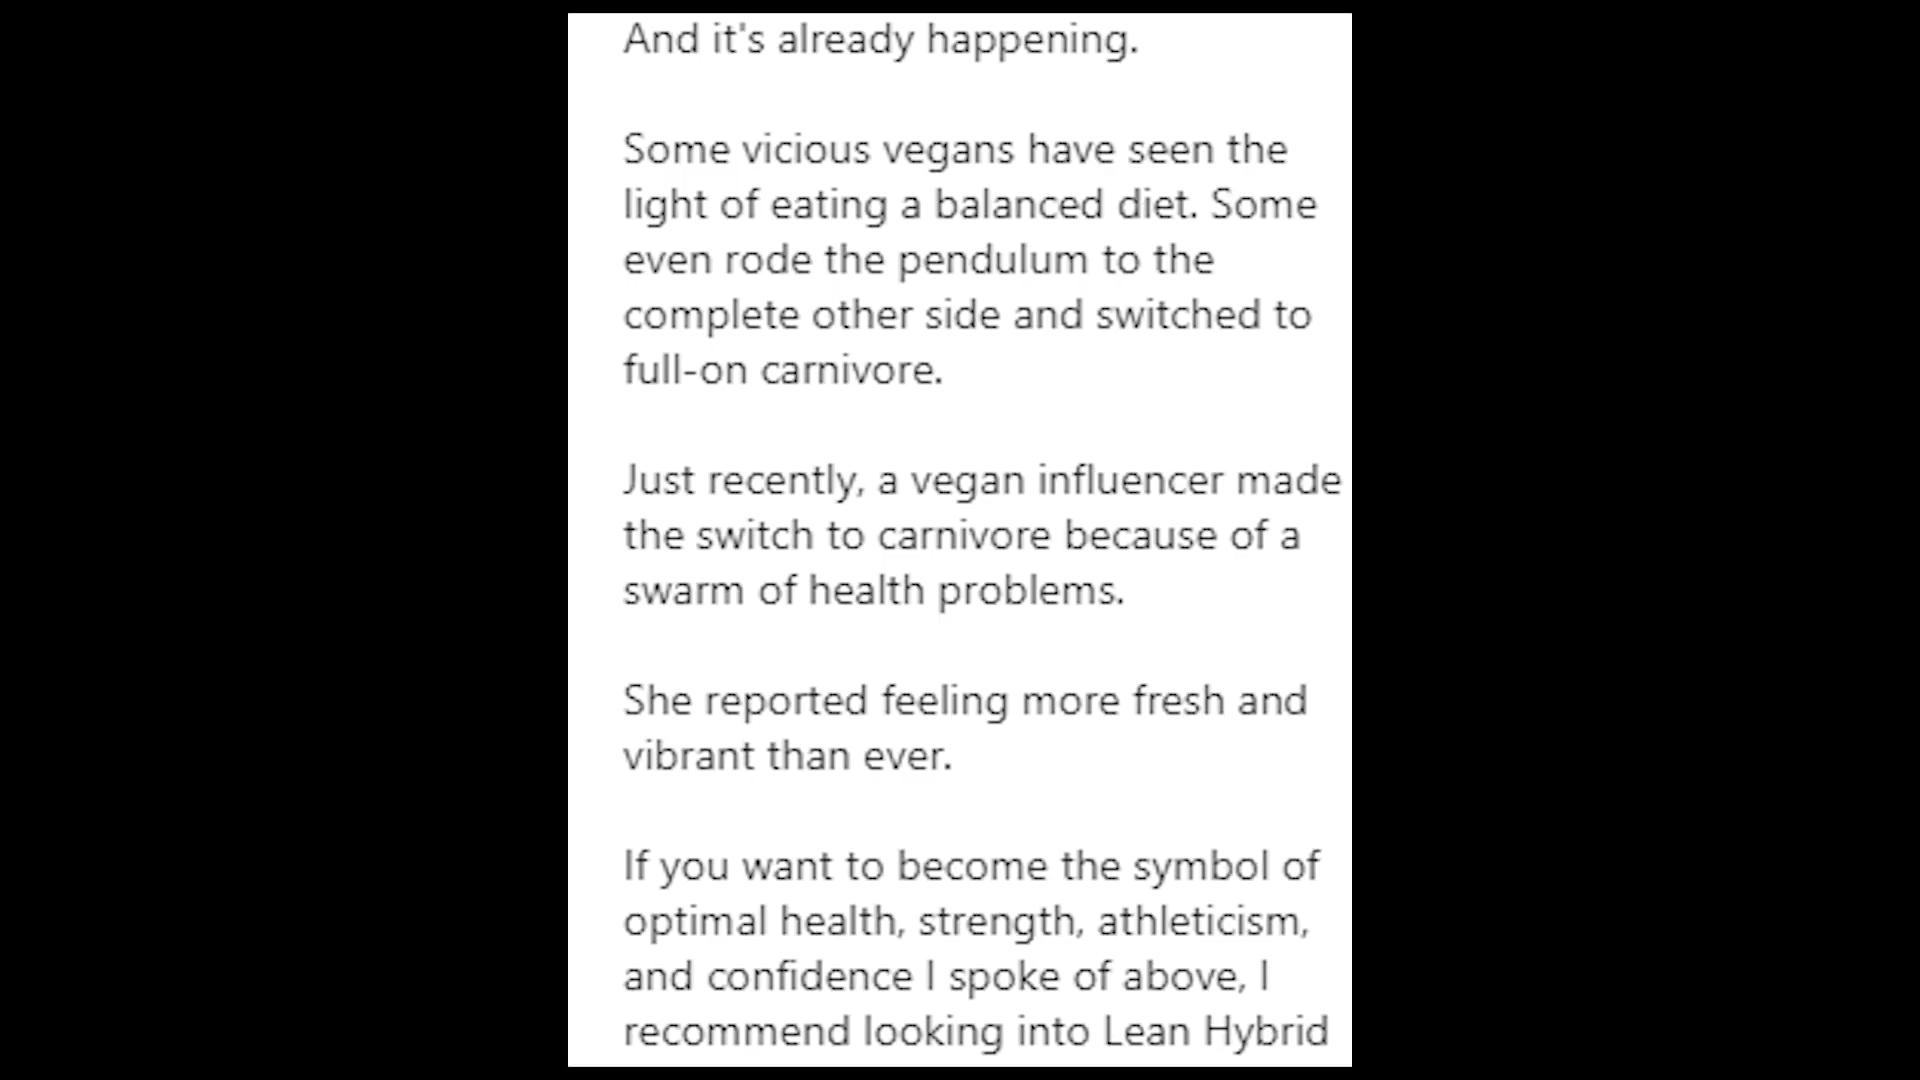 And it's already happening.
Some vicious vegans have seen the
light of eating a balanced diet. Some
even rode the pendulum to the
complete other side and switched to
full-on carnivore.
Just recently, a vegan influencer made
the switch to carnivore because of a
swarm of health problems.
She reported feeling more fresh and
vibrant than ever.
If you want to become the symbol of
optimal health, strength, athleticism,
and confidence I spoke of above, I
recommend looking into Lean Hybrid